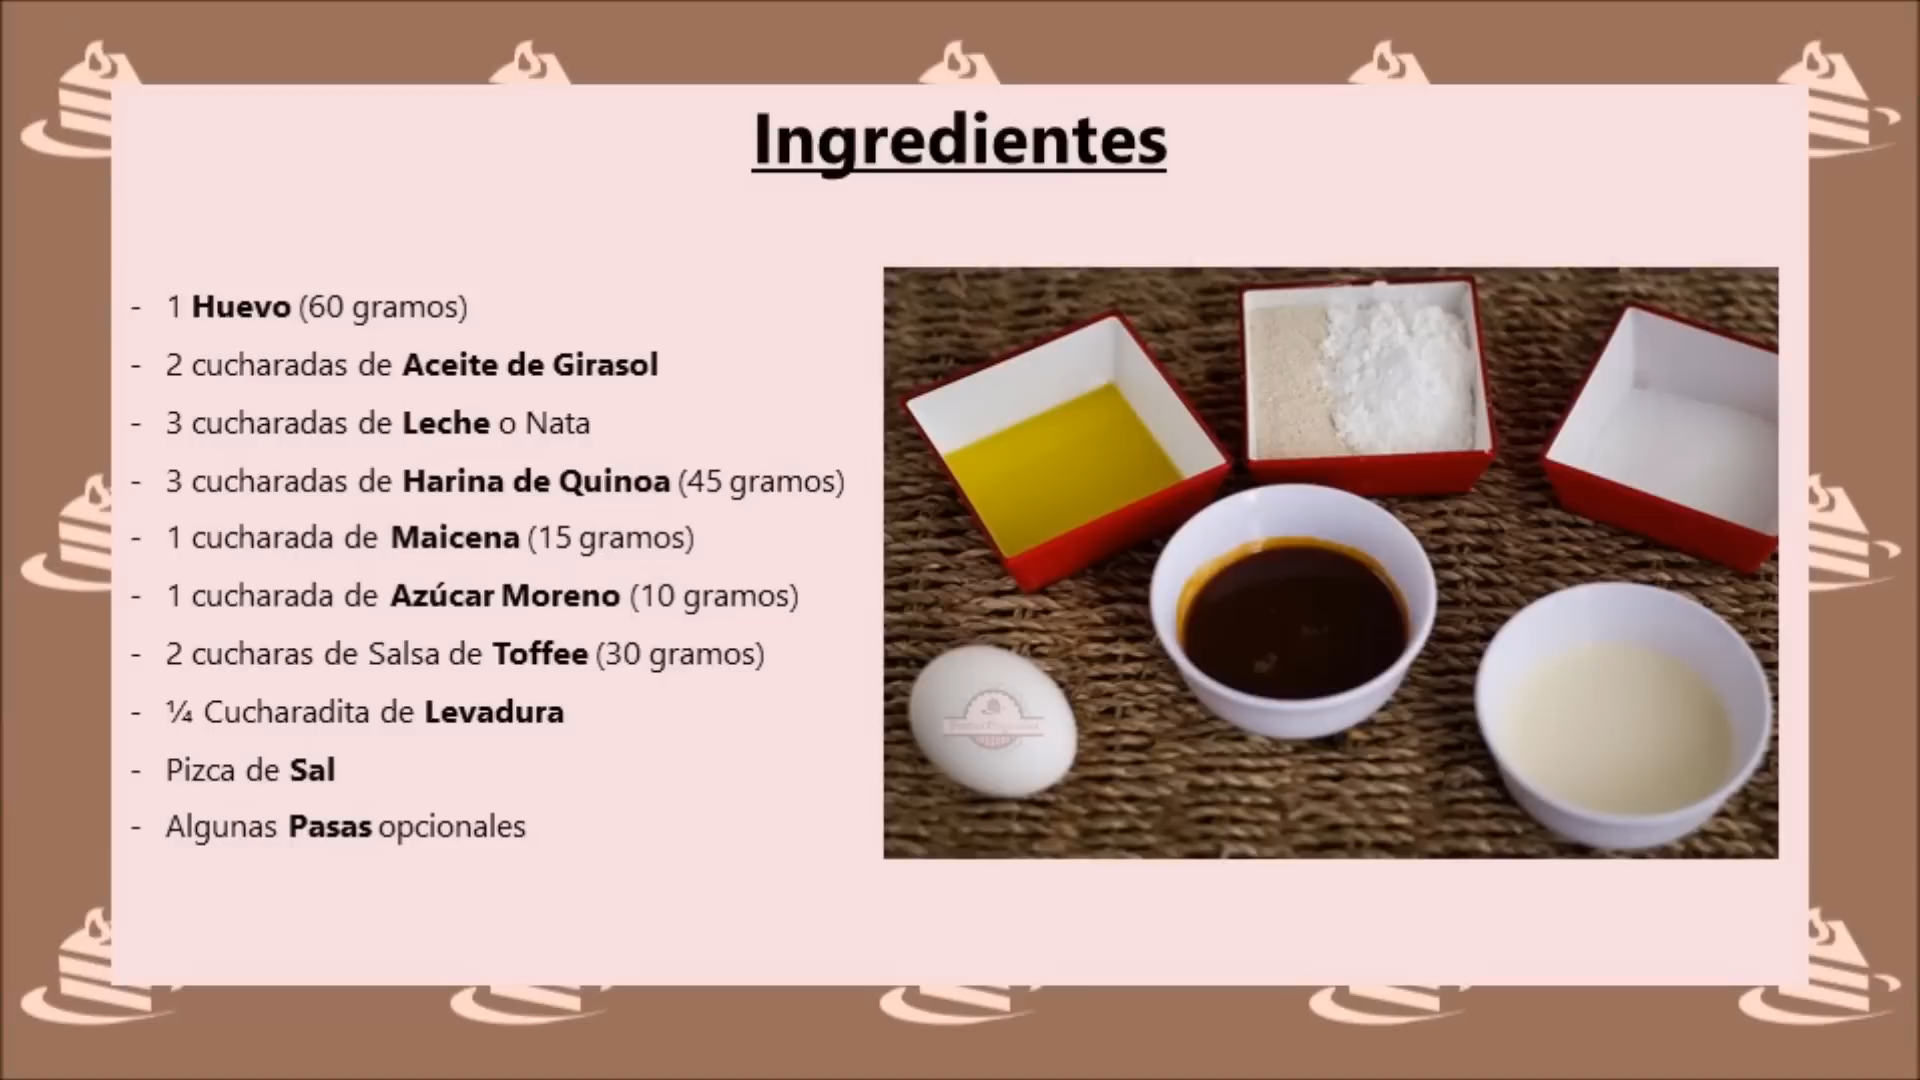 Ingredientes
- 1 Huevo (60 gramos)
- 2 cucharadas de Aceite de Girasol
- 3 cucharadas de Leche o Nata
- 3 cucharadas de Harina de Quinoa (45 gramos)
- 1 cucharada de Maicena (15 gramos)
- 1 cucharada de Azúcar Moreno (10 gramos)
- 2 cucharas de Salsa de Toffee (30 gramos)
- ¼ Cucharadita de Levadura
- Pizca de Sal
- Algunas Pasas opcionales